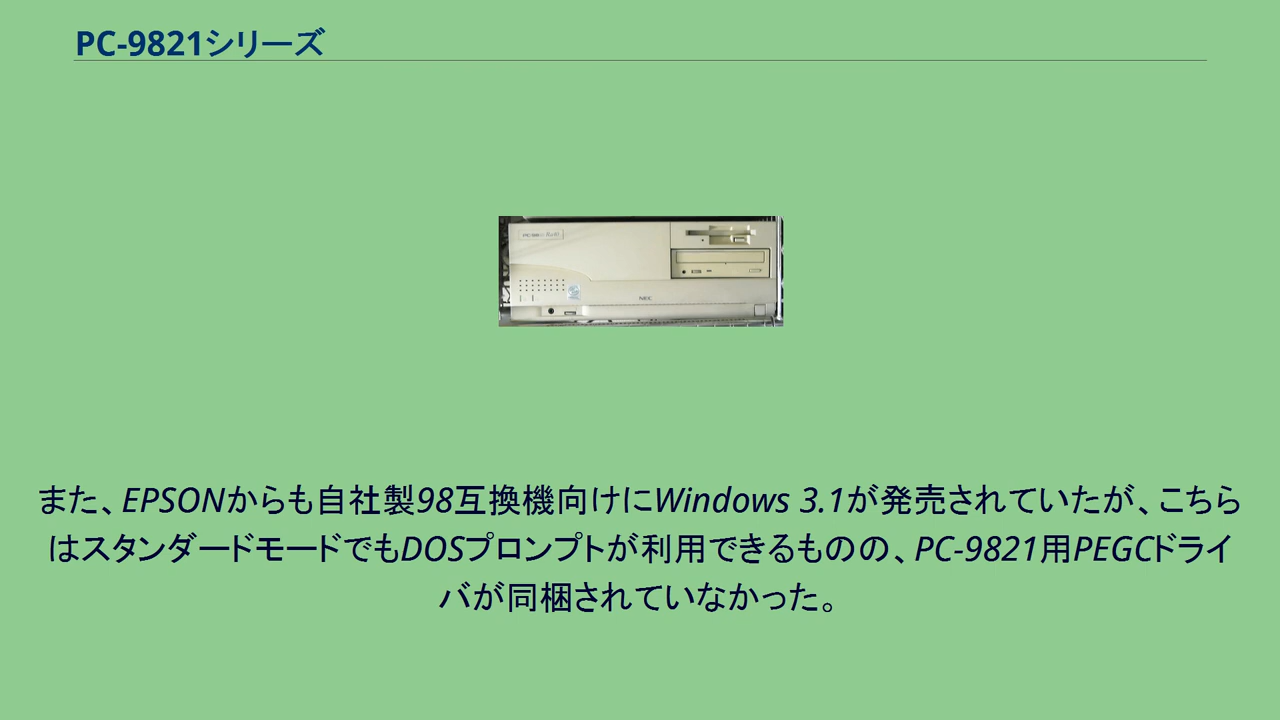 PC-9821シリーズ
NEC
また、EPSONからも自社製98互換機向けにWindows 3.1が発売されていたが、こちら
はスタンダードモードでもDOSプロンプトが利用できるものの、PC-9821用PEGCドライ
バが同梱されていなかった。